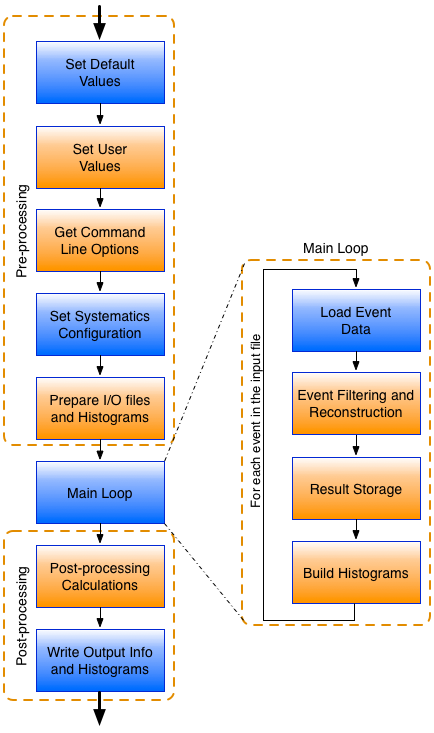 Pre-processing
Set Default
Values
Set User
Values
Get Command
Line Options
Set Systematics
Configuration
Prepare I/O files
and Histograms
Main Loop
Post-processing
Post-processing
Calculations
Write Output Info
and Histograms
Main Loop
For each event in the input file
Load Event
Data
Event Filtering and
Reconstruction
Result Storage
Build Histograms